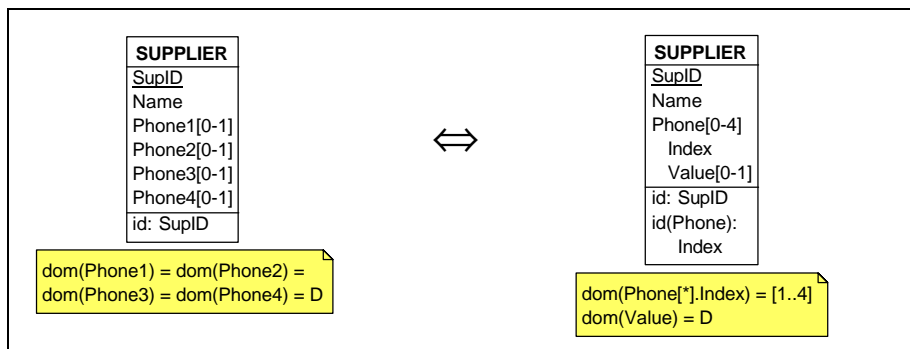 SUPPLIER
SupID
Name
Phone1[0-1]
Phone2[0-1]
Phone3[0-1]
Phone4[0-1]
id: SupID
dom(Phone1) = dom(Phone2) =
dom(Phone3) = dom(Phone4) = D
⇔
SUPPLIER
SupID
Name
Phone[0-4]
Index
Value[0-1]
id: SupID
id(Phone):
Index
dom(Phone[*].Index) = [1..4]
dom(Value) = D